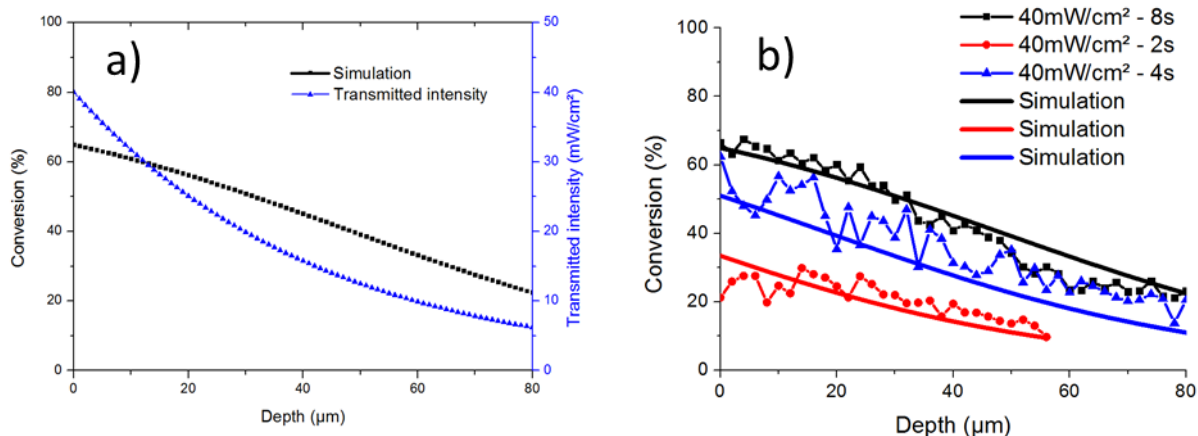 a)
Simulation
Transmitted intensity
Conversion (%)
100
80
60
40
20
0
Transmitted intensity (mW/cm²)
50
40
30
20
10
0
0 20 40 60 80
Depth (µm)
b)
40mW/cm² - 8s
40mW/cm² - 2s
40mW/cm² - 4s
Simulation
Simulation
Simulation
Conversion (%)
100
80
60
40
20
0
0 20 40 60 80
Depth (µm)